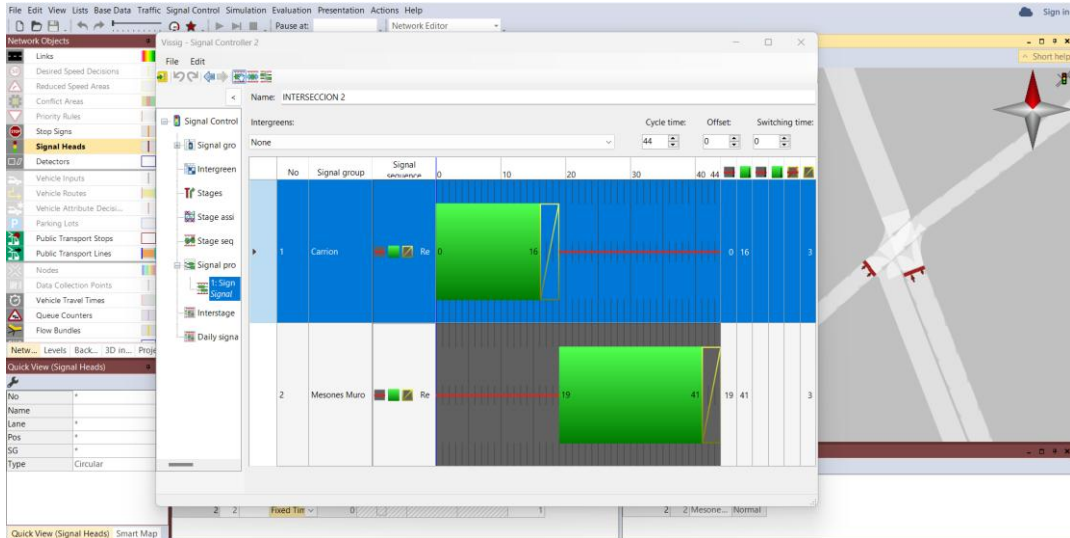 File Edit View Lists Base Data Traffic Signal Control Simulation Evaluation Presentation Actions Help
Sign in
Pause at:
Network Editor
Network Objects
Links
Desired Speed Decisions
Reduced Speed Areas
Conflict Areas
Priority Rules
Stop Signs
Signal Heads
Detectors
Vehicle Inputs
Vehicle Routes
Vehicle Attribute Decisi...
Parking Lots
Public Transport Stops
Public Transport Lines
Nodes
Data Collection Points
Vehicle Travel Times
Queue Counters
Flow Bundles
Netw... Levels Back... 3D in... Proje
Quick View (Signal Heads)
No *
Name
Lane *
Pos *
SG *
Type Circular
Quick View (Signal Heads) Smart Map
Vissig - Signal Controller 2
File Edit
Signal Control
Signal gro
Intergreen
Stages
Stage assi
Stage seq
Signal pro
1: Sign
Signal
Interstage
Daily signa
Name: INTERSECCION 2
Intergreens: Cycle time: Offset: Switching time:
None 44 0 0
No Signal group Signal sequence 0 10 20 30 40 44
1 Carrion Re 0 16 0 16 3
2 Mesones Muro Re 19 41 19 41 3
Short help
2 2 Fixed Tim 0 1
2 2 Mesone... Normal